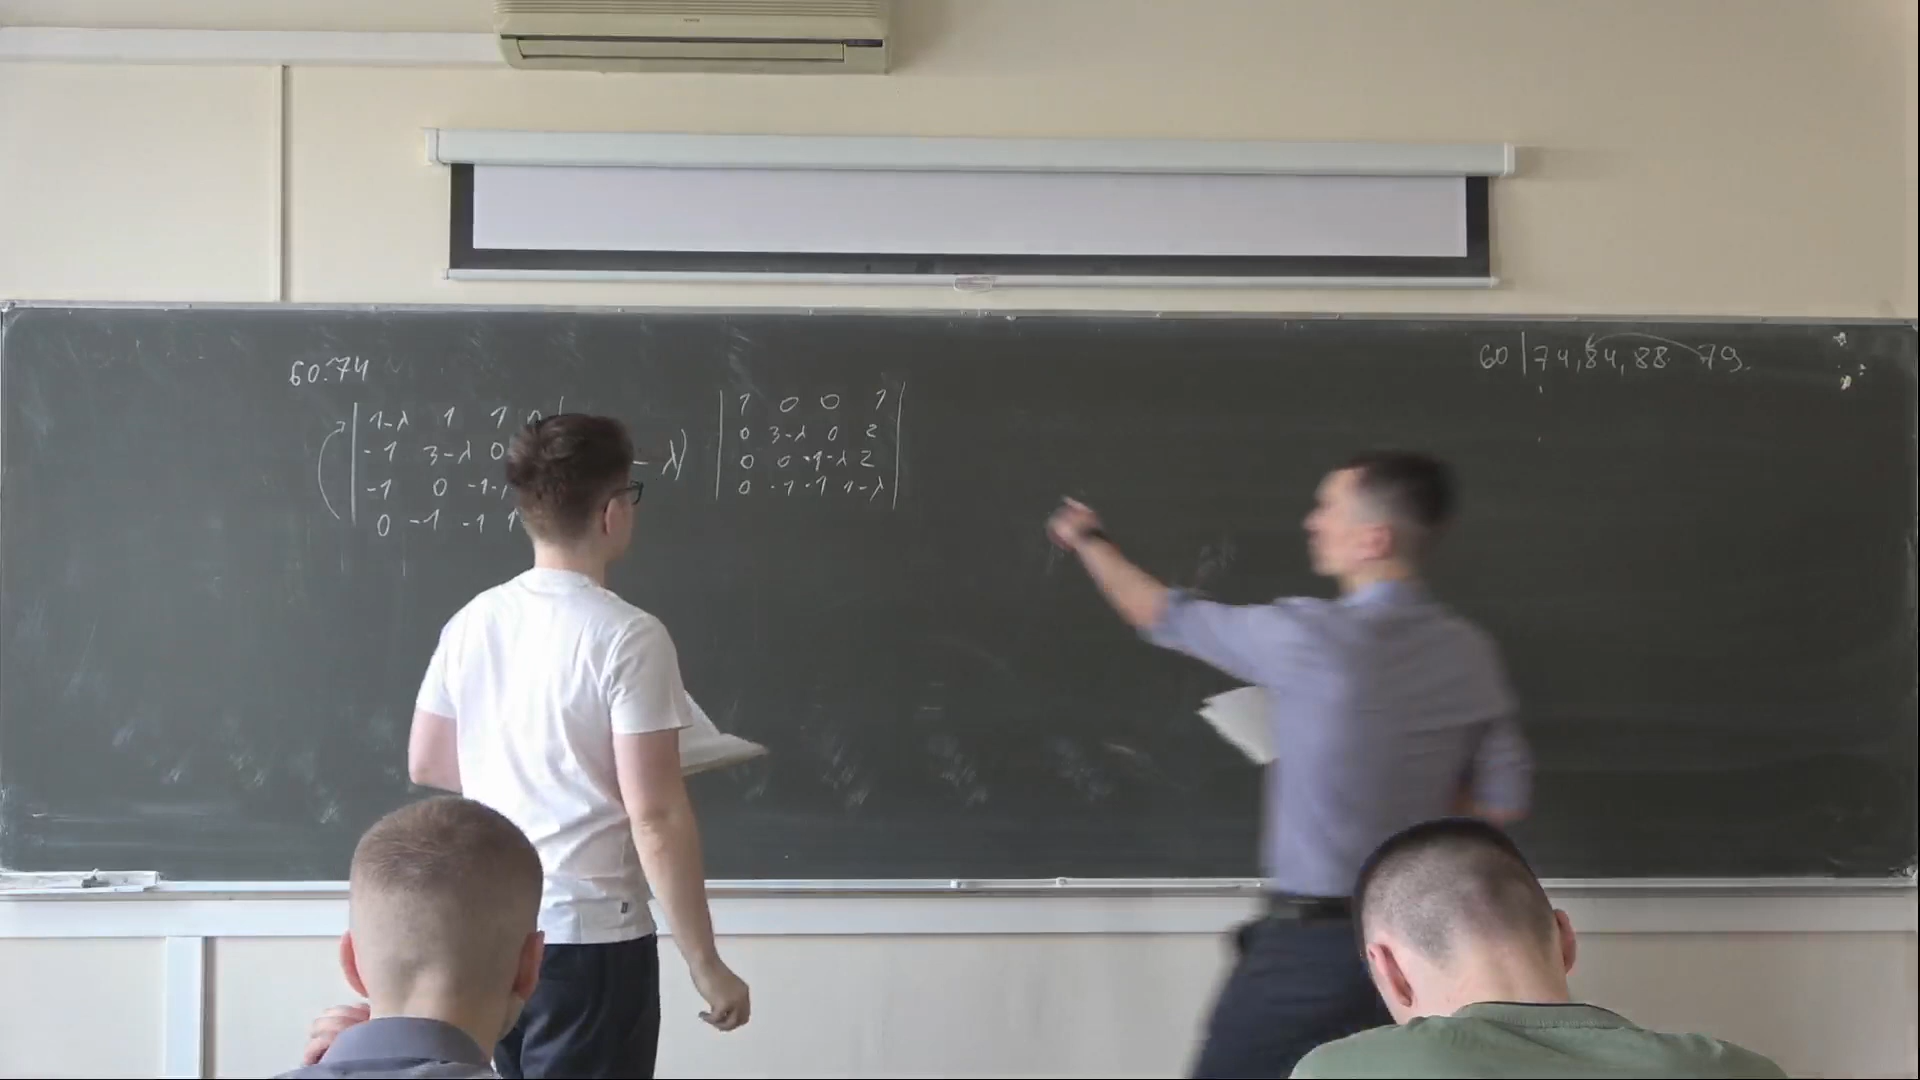 60.74
|1-λ 1 1
-1 3-λ 0
-1 0 -1-
0 -1 -1 1
-λ) |1 0 0 1|
0 3-λ 0 2
0 0 -1-λ 2
0 -1 -1 1-λ
60 | 74, 84, 88 79.